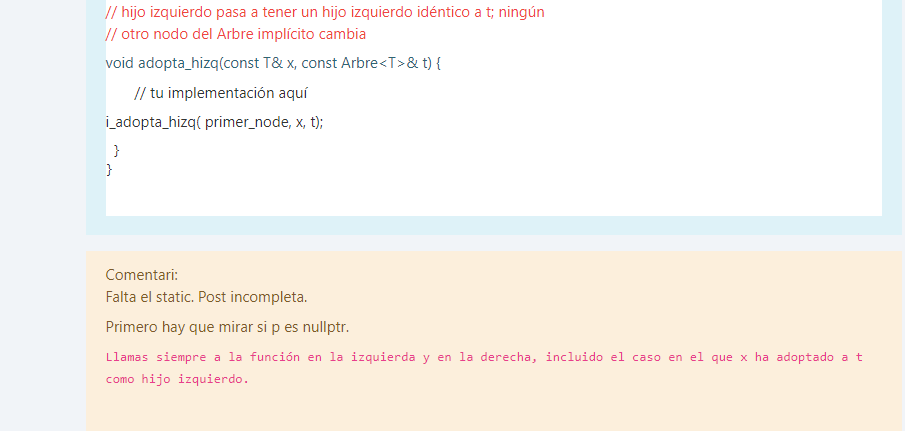 // hijo izquierdo pasa a tener un hijo izquierdo idéntico a t; ningún
// otro nodo del Arbre implícito cambia
void adopta_hizq(const T& x, const Arbre<T>& t) {
// tu implementación aquí
i_adopta_hizq( primer_node, x, t);
}
}
Comentari:
Falta el static. Post incompleta.
Primero hay que mirar si p es nullptr.
Llamas siempre a la función en la izquierda y en la derecha, incluido el caso en el que x ha adoptado a t
como hijo izquierdo.